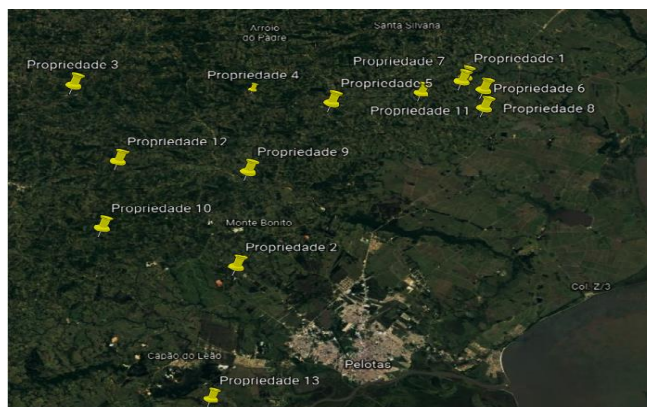 Santa Silvana
Arroio
do Padre
Propriedade 7
Propriedade 1
Propriedade 3
Propriedade 4
Propriedade 5
Propriedade 6
Propriedade 11
Propriedade 8
Propriedade 12
Propriedade 9
Propriedade 10
Monte Bonito
Propriedade 2
Col. Z/3
Capão do Leão
Pelotas
Propriedade 13